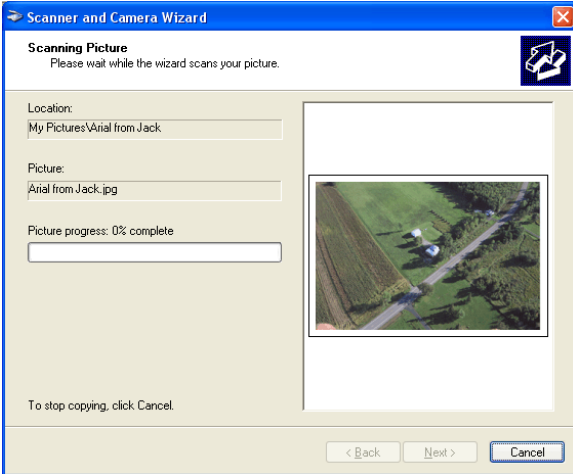 Scanner and Camera Wizard
Scanning Picture
Please wait while the wizard scans your picture.
Location:
My Pictures\Arial from Jack
Picture:
Arial from Jack.jpg
Picture progress: 0% complete
To stop copying, click Cancel.
< Back
Next >
Cancel